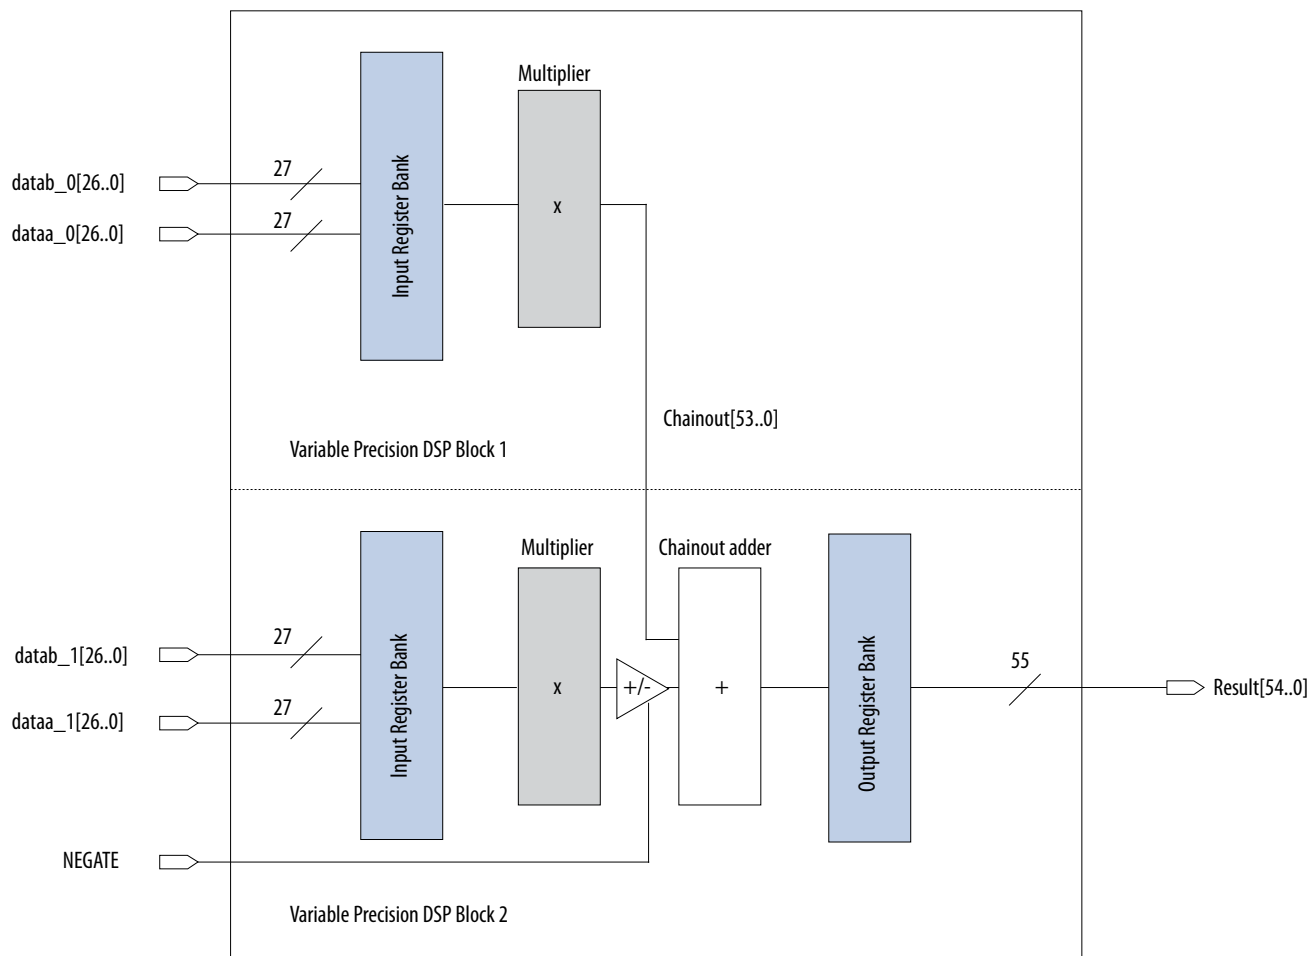 Multiplier
27
datab_0[26..0]
27
dataa_0[26..0]
Input Register Bank
x
Chainout[53..0]
Variable Precision DSP Block 1
Multiplier
Chainout adder
27
datab_1[26..0]
27
dataa_1[26..0]
Input Register Bank
x
+/-
+
Output Register Bank
55
Result[54..0]
NEGATE
Variable Precision DSP Block 2